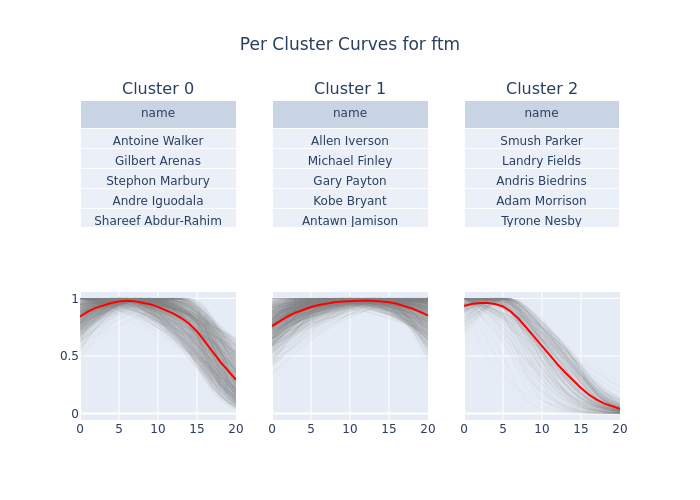 Per Cluster Curves for ftm
Cluster 0
Cluster 1
Cluster 2
name
name
name
Antoine Walker
Allen Iverson
Smush Parker
Gilbert Arenas
Michael Finley
Landry Fields
Stephon Marbury
Gary Payton
Andris Biedrins
Andre Iguodala
Kobe Bryant
Adam Morrison
Shareef Abdur-Rahim
Antawn Jamison
Tyrone Nesby
1
0.5
0
0 5 10 15 20
0 5 10 15 20
0 5 10 15 20